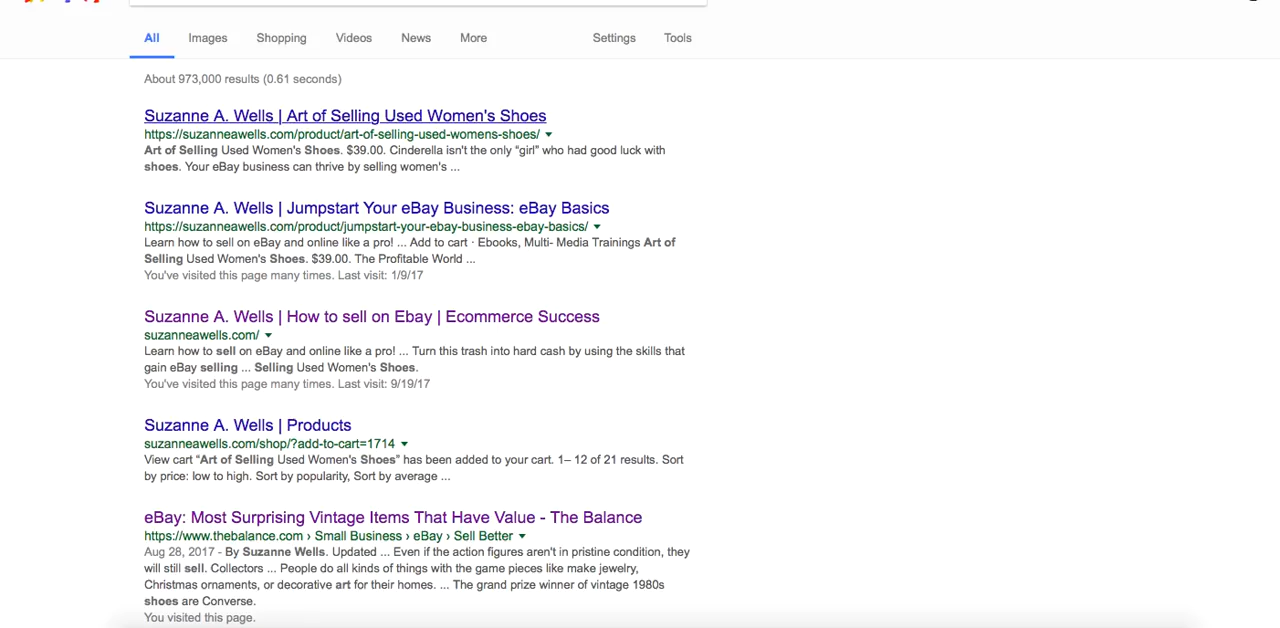 All Images Shopping Videos News More Settings Tools
About 973,000 results (0.61 seconds)
Suzanne A. Wells | Art of Selling Used Women's Shoes
https://suzanneawells.com/product/art-of-selling-used-womens-shoes/
Art of Selling Used Women's Shoes. $39.00. Cinderella isn't the only “girl” who had good luck with
shoes. Your eBay business can thrive by selling women's ...
Suzanne A. Wells | Jumpstart Your eBay Business: eBay Basics
https://suzanneawells.com/product/jumpstart-your-ebay-business-ebay-basics/
Learn how to sell on eBay and online like a pro! ... Add to cart · Ebooks, Multi- Media Trainings Art of
Selling Used Women's Shoes. $39.00. The Profitable World ...
You've visited this page many times. Last visit: 1/9/17
Suzanne A. Wells | How to sell on Ebay | Ecommerce Success
suzanneawells.com/
Learn how to sell on eBay and online like a pro! ... Turn this trash into hard cash by using the skills that
gain eBay selling ... Selling Used Women's Shoes.
You've visited this page many times. Last visit: 9/19/17
Suzanne A. Wells | Products
suzanneawells.com/shop/?add-to-cart=1714
View cart “Art of Selling Used Women's Shoes” has been added to your cart. 1– 12 of 21 results. Sort
by price: low to high. Sort by popularity, Sort by average ...
eBay: Most Surprising Vintage Items That Have Value - The Balance
https://www.thebalance.com › Small Business › eBay › Sell Better
Aug 28, 2017 - By Suzanne Wells. Updated ... Even if the action figures aren't in pristine condition, they
will still sell. Collectors ... People do all kinds of things with the game pieces like make jewelry,
Christmas ornaments, or decorative art for their homes. ... The grand prize winner of vintage 1980s
shoes are Converse.
You visited this page.